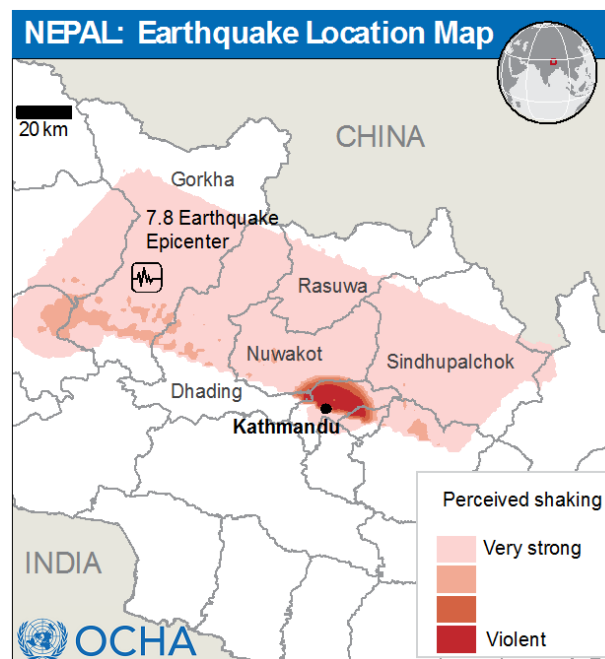 NEPAL: Earthquake Location Map
20 km
CHINA
Gorkha
7.8 Earthquake
Epicenter
Rasuwa
Nuwakot
Sindhupalchok
Dhading
Kathmandu
Perceived shaking
Very strong
Violent
INDIA
OCHA